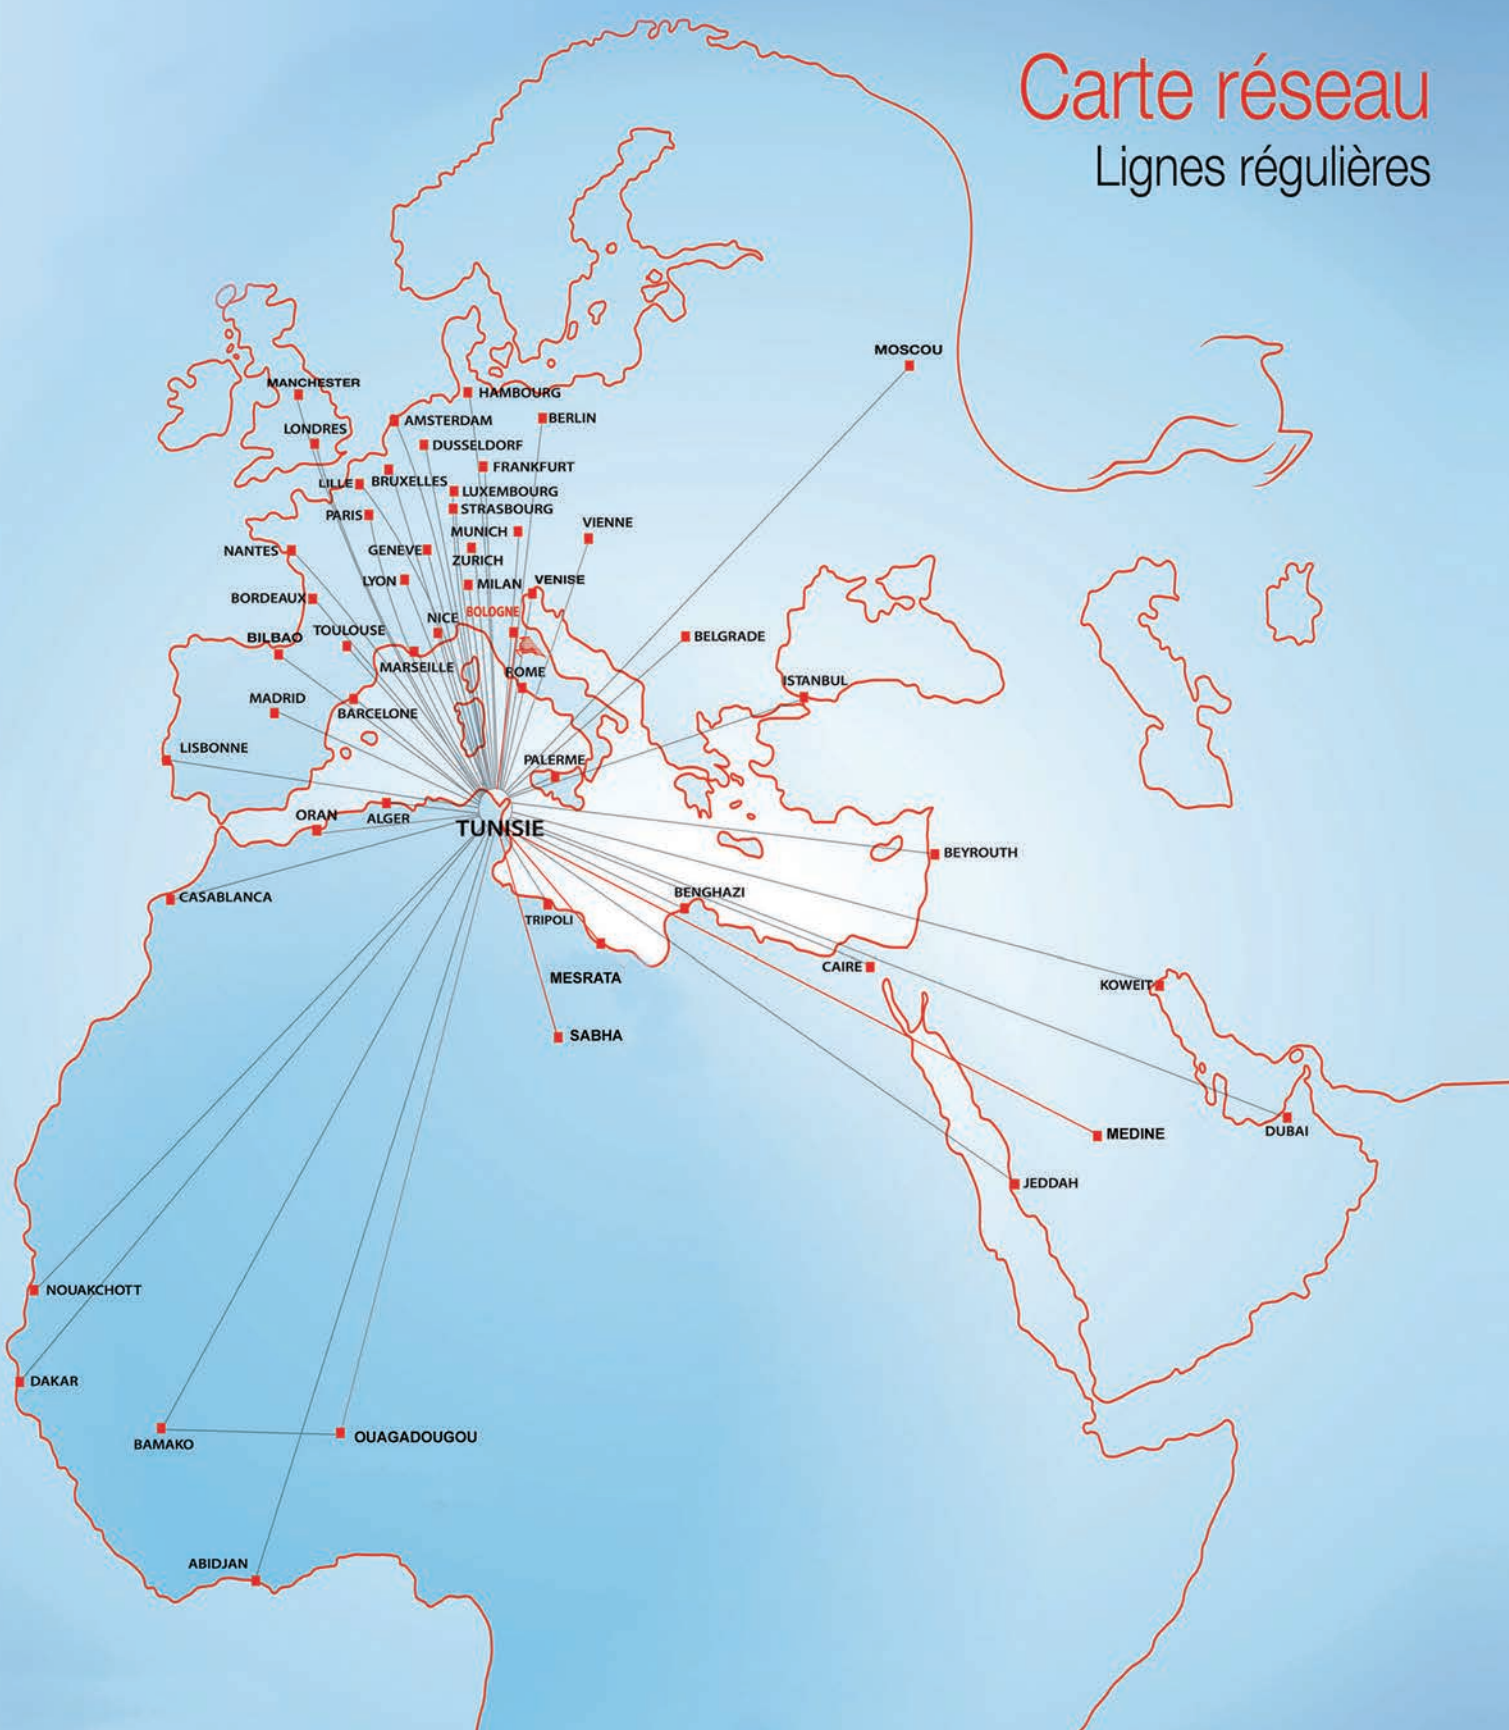 Carte réseau
Lignes régulières
MOSCOU
MANCHESTER
HAMBOURG
LONDRES
AMSTERDAM
BERLIN
DUSSELDORF
FRANKFURT
LILLE
BRUXELLES
LUXEMBOURG
STRASBOURG
PARIS
VIENNE
MUNICH
NANTES
GENEVE
ZURICH
LYON
MILAN
VENISE
BORDEAUX
BOLOGNE
NICE
TOULOUSE
BILBAO
BELGRADE
MARSEILLE
ROME
ISTANBUL
MADRID
BARCELONE
LISBONNE
PALERME
ORAN
ALGER
TUNISIE
BEYROUTH
CASABLANCA
BENGHAZI
TRIPOLI
CAIRE
MESRATA
KOWEIT
SABHA
MEDINE
DUBAI
JEDDAH
NOUAKCHOTT
DAKAR
BAMAKO
OUAGADOUGOU
ABIDJAN